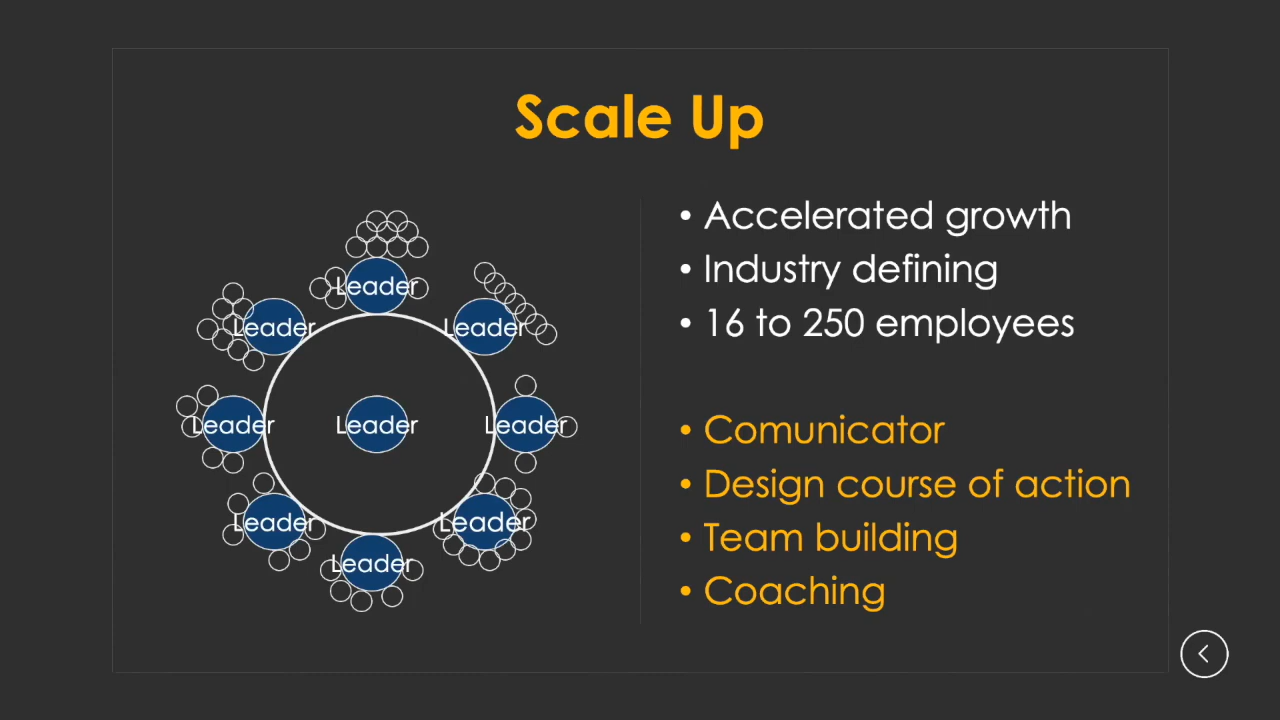 Scale Up
Leader
Leader
Leader
Leader
Leader
Leader
Leader
Leader
Leader
• Accelerated growth
• Industry defining
• 16 to 250 employees
• Comunicator
• Design course of action
• Team building
• Coaching